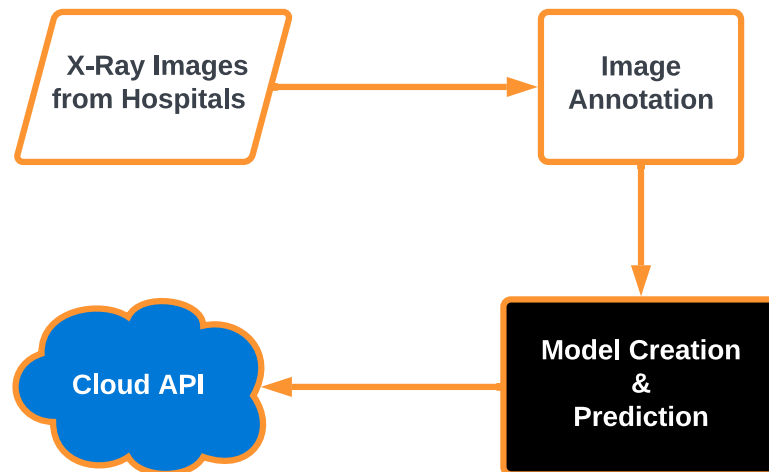 X-Ray Images
from Hospitals
Image
Annotation
Cloud API
Model Creation
&
Prediction